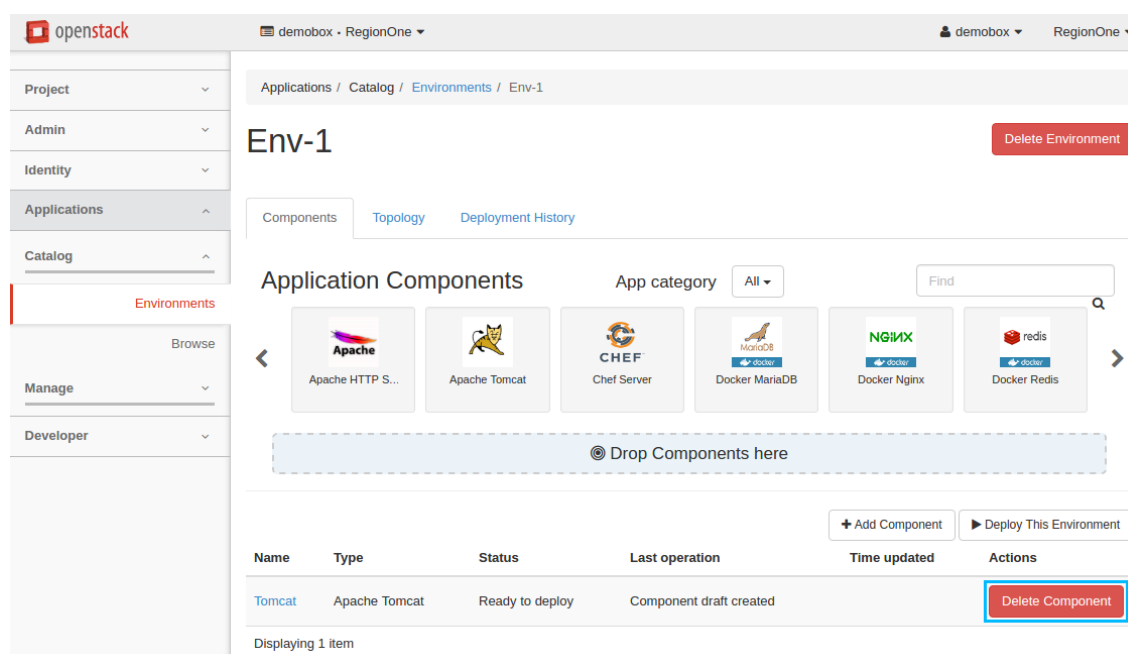 openstack
demobox • RegionOne
demobox
RegionOne
Project
Admin
Identity
Applications
Catalog
Environments
Browse
Manage
Developer
Applications / Catalog / Environments / Env-1
Env-1
Delete Environment
Components
Topology
Deployment History
Application Components
App category
All
Find
Apache
Apache HTTP S...
Apache Tomcat
CHEF
Chef Server
MariaDB
docker
Docker MariaDB
NGINX
docker
Docker Nginx
redis
docker
Docker Redis
Drop Components here
Add Component
Deploy This Environment
Name Type Status Last operation Time updated Actions
Tomcat Apache Tomcat Ready to deploy Component draft created Delete Component
Displaying 1 item